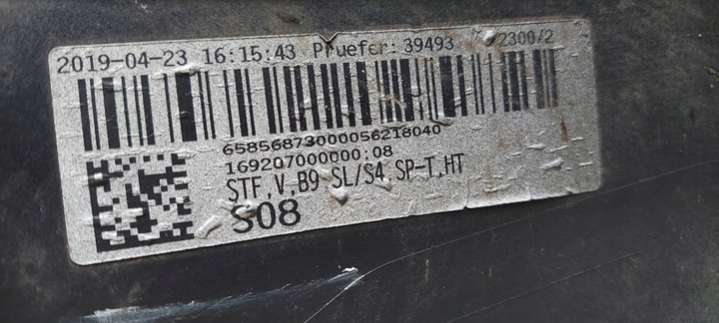 2019-04-23 16:15:43 Pruefer: 39493 2300/2
65856873000056218040
169207000000:08
STF,V,B9 SL/S4 SP-T,HT
S08